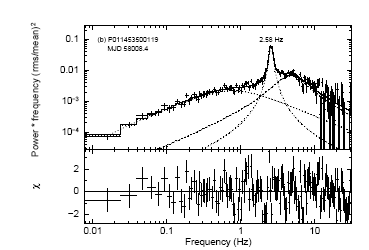 (b) P011453500119
MJD 58008.4
2.58 Hz
Power * frequency (rms/mean)²
0.1
0.01
10⁻³
10⁻⁴
χ
2
0
−2
0.01
0.1
1
10
Frequency (Hz)